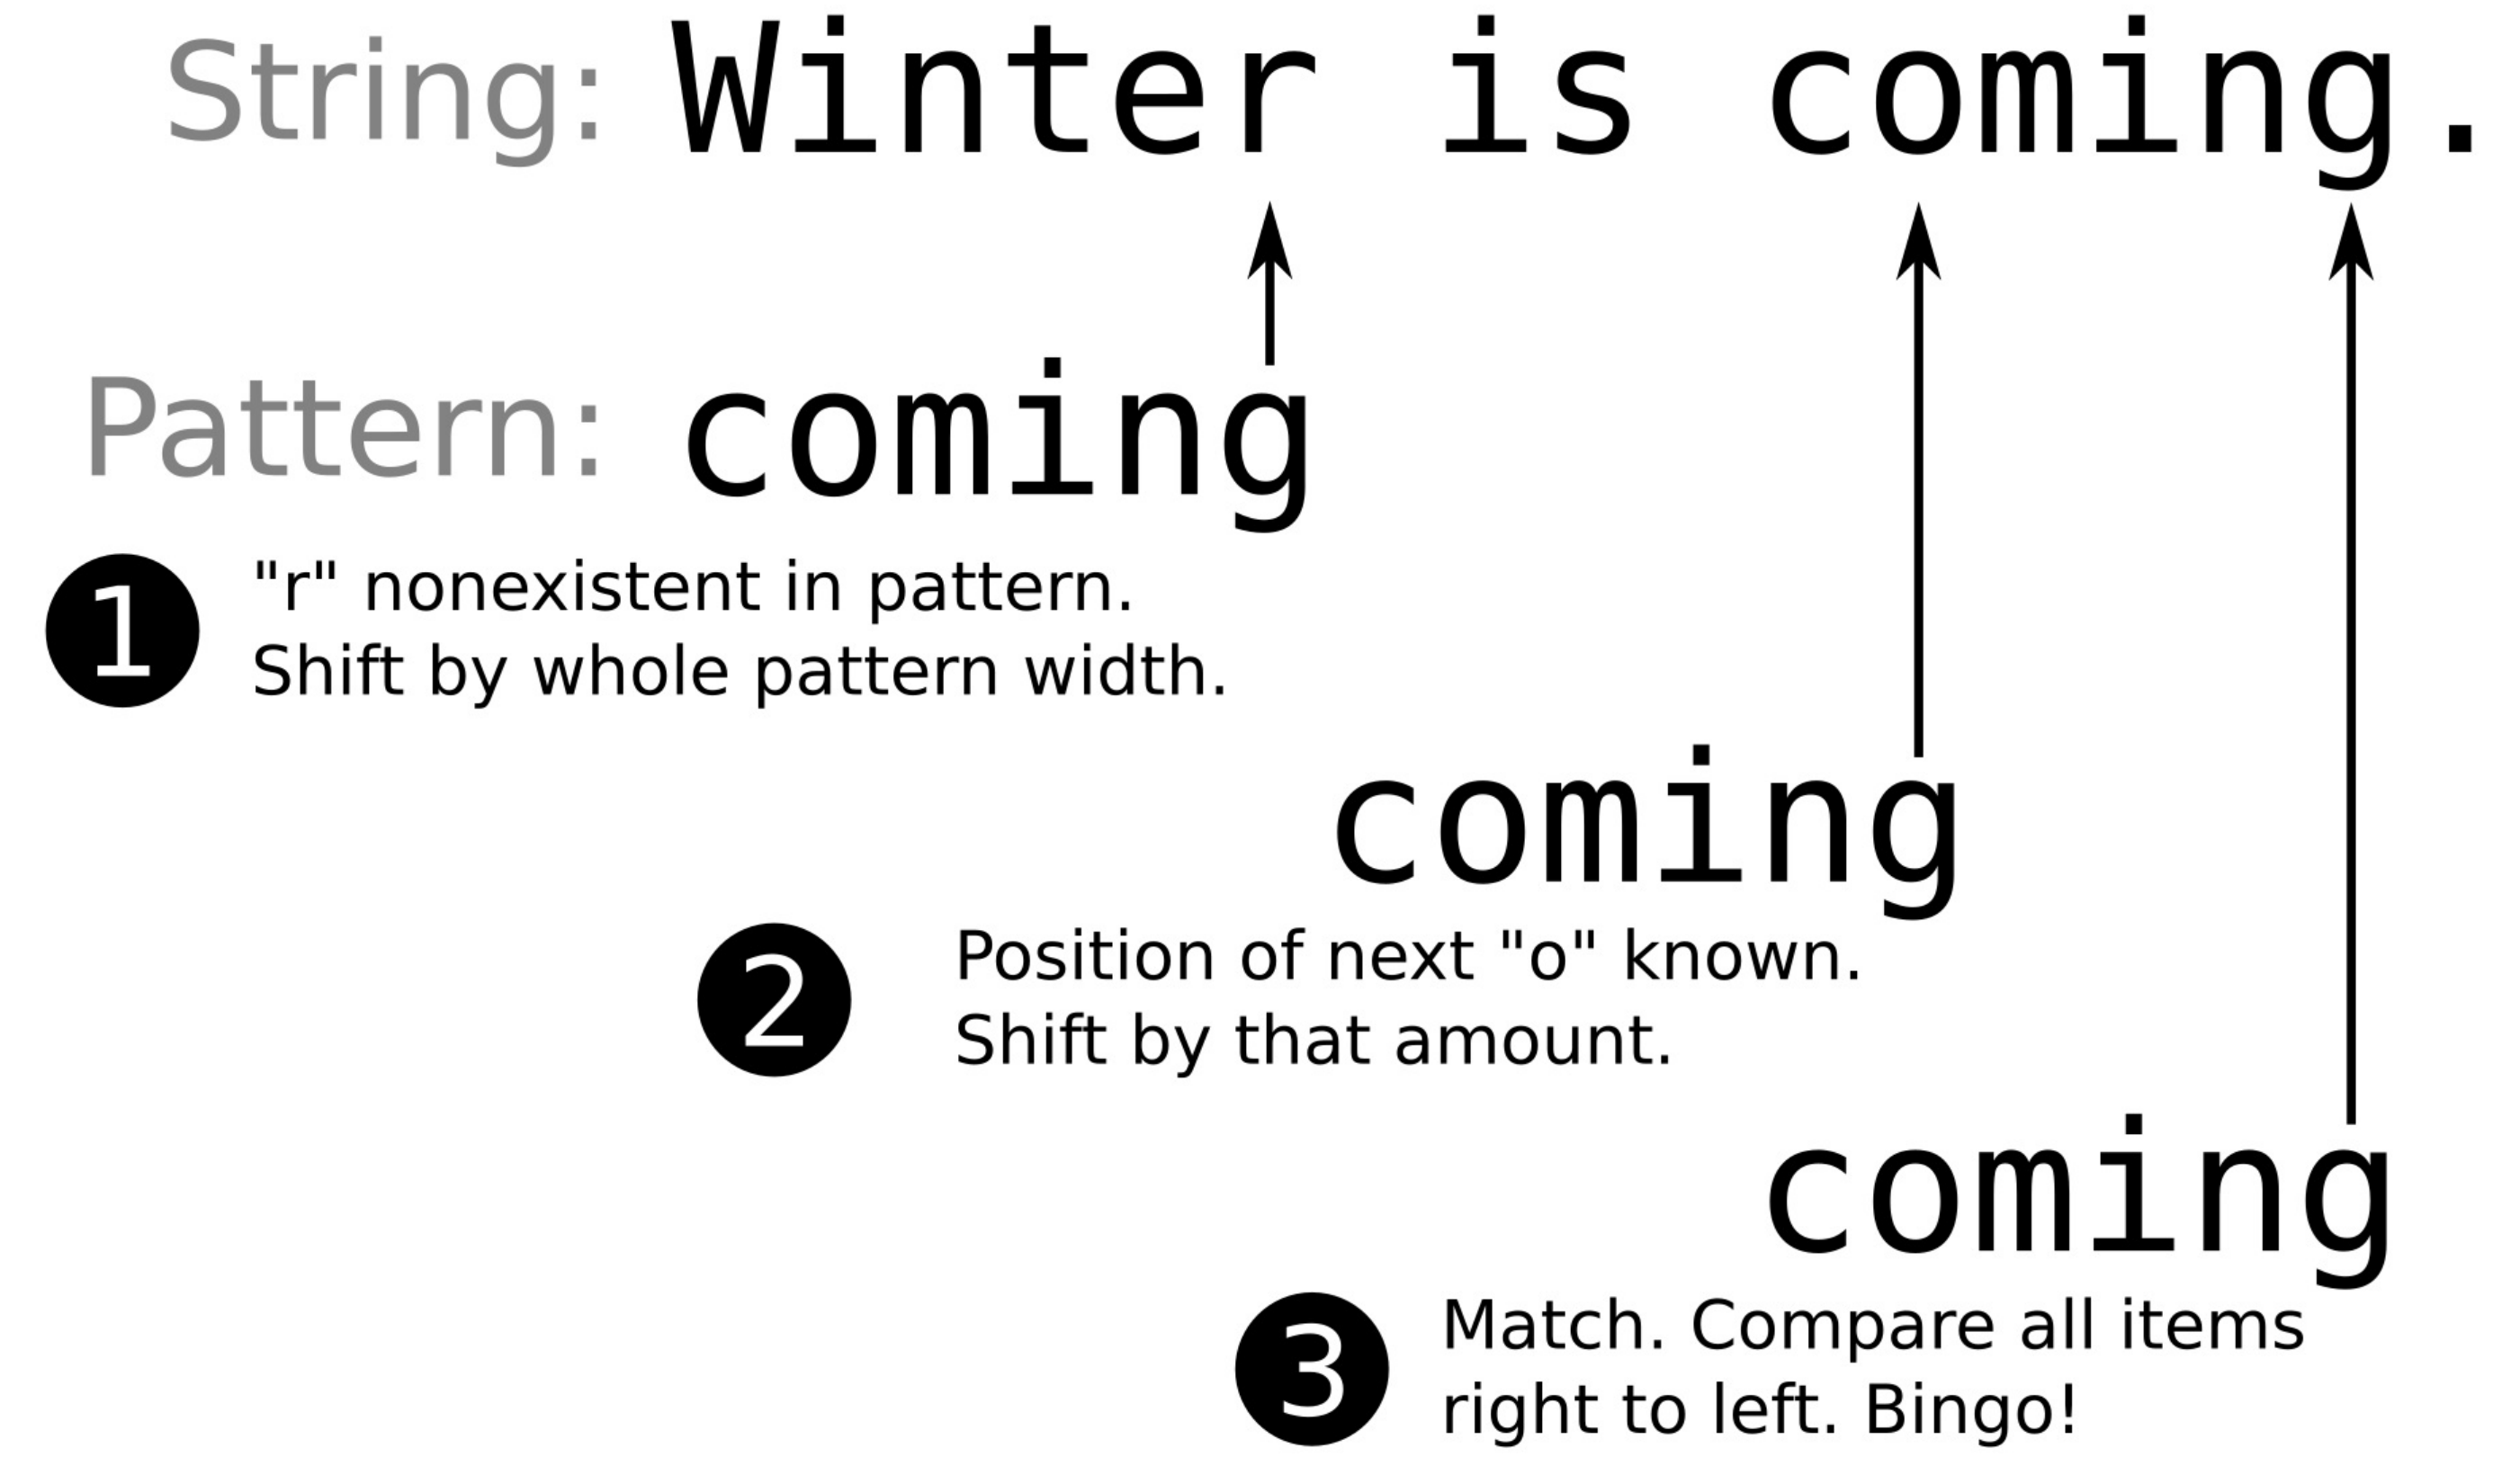 String: Winter is coming.
Pattern: coming
1 "r" nonexistent in pattern.
Shift by whole pattern width.
coming
2 Position of next "o" known.
Shift by that amount.
coming
3 Match. Compare all items
right to left. Bingo!